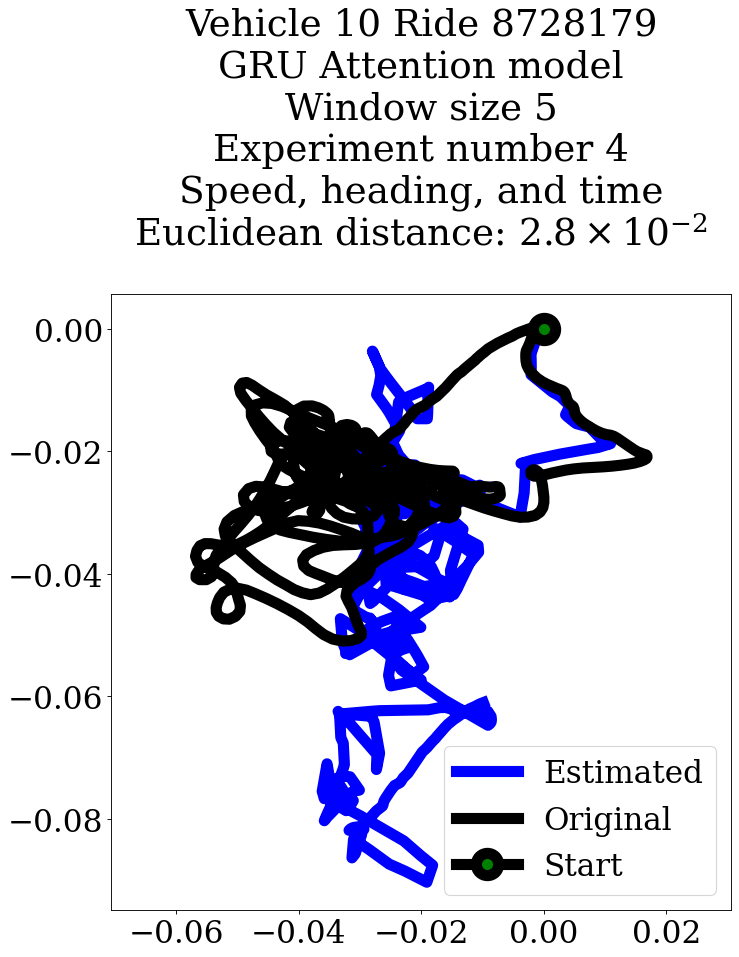 Vehicle 10 Ride 8728179
GRU Attention model
Window size 5
Experiment number 4
Speed, heading, and time
Euclidean distance: 2.8 × 10⁻²
0.00
−0.02
−0.04
−0.06
−0.08
Estimated
Original
Start
−0.06 −0.04 −0.02 0.00 0.02